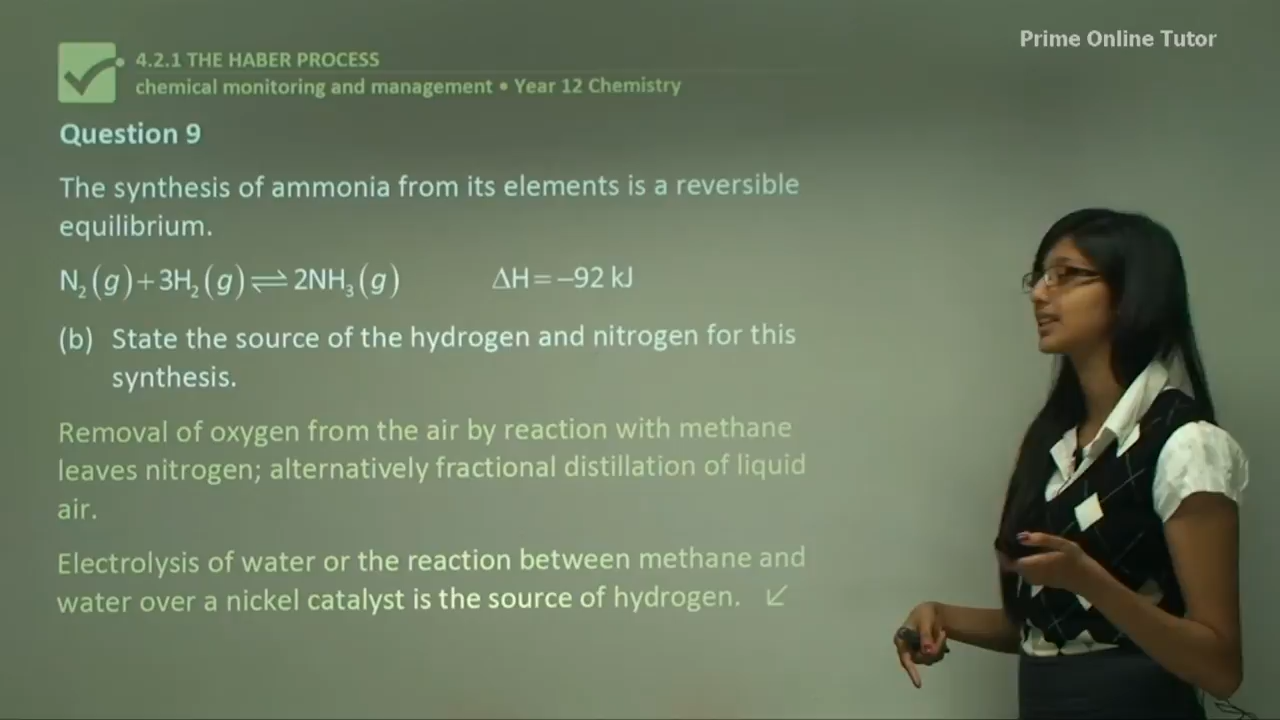 Prime Online Tutor
4.2.1 THE HABER PROCESS
chemical monitoring and management • Year 12 Chemistry
Question 9
The synthesis of ammonia from its elements is a reversible
equilibrium.
N₂(g)+3H₂(g)⇌2NH₃(g) ΔH=−92 kJ
(b) State the source of the hydrogen and nitrogen for this
synthesis.
Removal of oxygen from the air by reaction with methane
leaves nitrogen; alternatively fractional distillation of liquid
air.
Electrolysis of water or the reaction between methane and
water over a nickel catalyst is the source of hydrogen. ↙